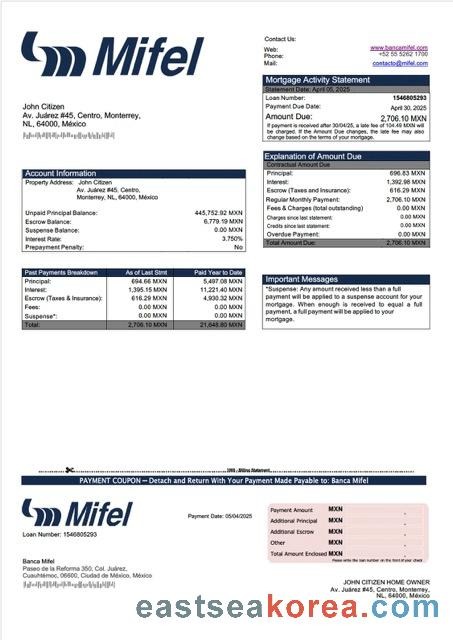 Mifel
Contact Us:
Web: www.bancamifel.com
Phone: +52 55 5262 1700
Mail: contacto@mifel.com
Mortgage Activity Statement
Statement Date: April 05, 2025
Loan Number: 1546805293
Payment Due Date: April 30, 2025
Amount Due: 2,706.10 MXN
If payment is received after 30/04/25, a late fee of 104.49 MXN will
be charged. If the Amount Due changes, the late fee may also
change based on the terms of your mortgage.
John Citizen
Av. Juárez #45, Centro, Monterrey,
NL, 64000, México
Explanation of Amount Due
Contractual Amount Due
Principal: 696.83 MXN
Interest: 1,392.98 MXN
Escrow (Taxes and Insurance): 616.29 MXN
Regular Monthly Payment: 2,706.10 MXN
Fees & Charges (total outstanding) 0.00 MXN
Charges since last statement: 0.00 MXN
Credits since last statement: 0.00 MXN
Overdue Payment: 0.00 MXN
Total Amount Due: 2,706.10 MXN
Account Information
Property Address: John Citizen
Av. Juárez #45, Centro,
Monterrey, NL, 64000, México
Unpaid Principal Balance: 445,752.92 MXN
Escrow Balance: 6,779.19 MXN
Suspense Balance: 0.00 MXN
Interest Rate: 3.750%
Prepayment Penalty: No
Past Payments Breakdown As of Last Stmt Paid Year to Date
Principal: 694.66 MXN 5,497.08 MXN
Interest: 1,395.15 MXN 11,221.40 MXN
Escrow (Taxes & Insurance): 616.29 MXN 4,930.32 MXN
Fees: 0.00 MXN 0.00 MXN
Suspense*: 0.00 MXN 0.00 MXN
Total: 2,706.10 MXN 21,648.80 MXN
Important Messages
*Suspense: Any amount received less than a full
payment will be applied to a suspense account for your
mortgage. When enough is received to equal a full
payment, a full payment will be applied to your
mortgage.
Billing Statement
PAYMENT COUPON – Detach and Return With Your Payment Made Payable to: Banca Mifel
Mifel
Loan Number: 1546805293
Payment Date: 05/04/2025
Payment Amount MXN
Additional Principal MXN
Additional Escrow MXN
Other MXN
Total Amount Enclosed MXN
Please write the loan number on the front of your check
Banca Mifel
Paseo de la Reforma 350, Col. Juárez,
Cuauhtémoc, 06600, Ciudad de México, México
JOHN CITIZEN HOME OWNER
Av. Juárez #45, Centro, Monterrey,
NL, 64000, México
eastseakorea.com